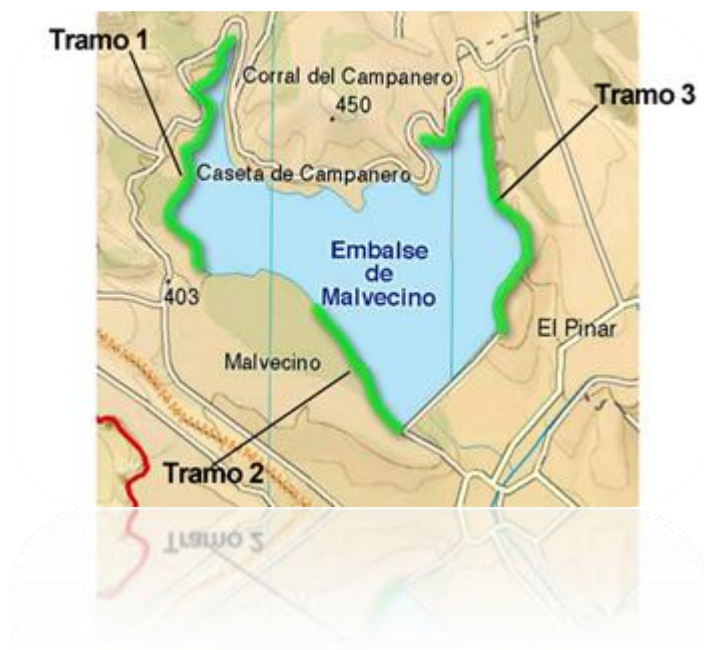 Tramo 1
Corral del Campanero
450
Tramo 3
Caseta de Campanero
Embalse
de
Malvecino
403
El Pinar
Malvecino
Tramo 2
Tramo 2